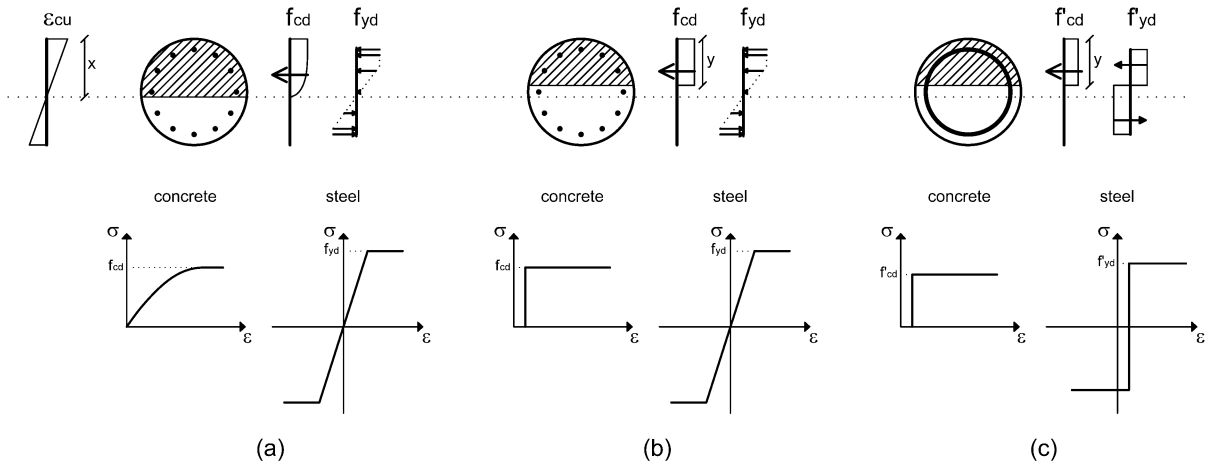 εcu fcd fyd fcd fyd f'cd f'yd
x y y
concrete steel concrete steel concrete steel
σ σ σ σ σ σ
fcd fyd fcd fyd f'cd f'yd
ε ε ε ε ε ε
(a) (b) (c)